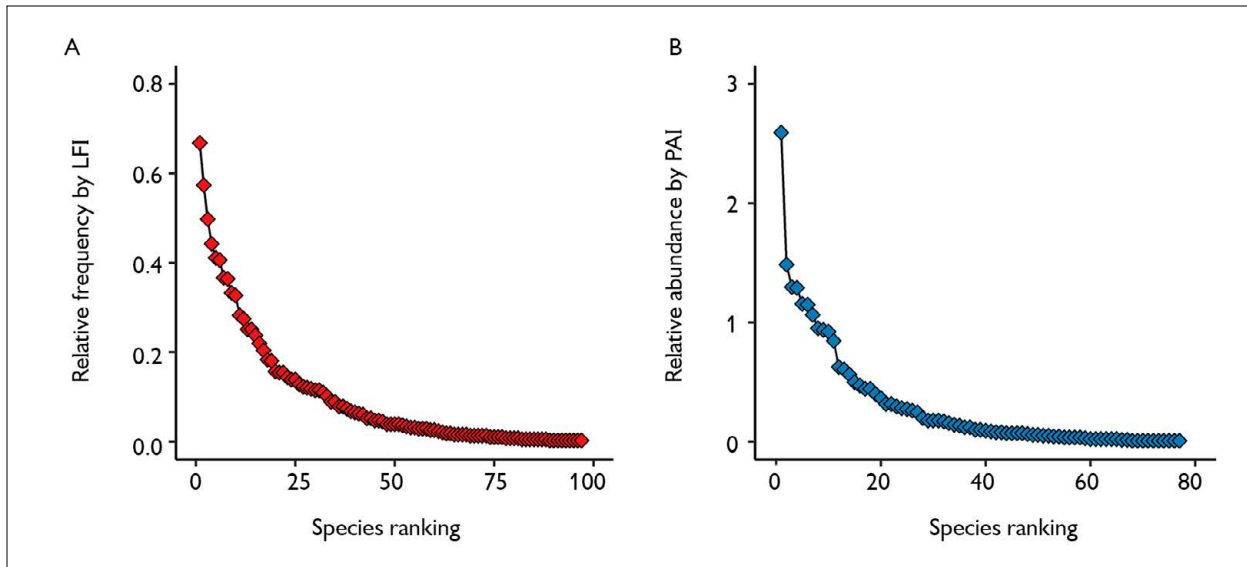 A
Relative frequency by LFI
0.8
0.6
0.4
0.2
0.0
0 25 50 75 100
Species ranking
B
Relative abundance by PAI
3
2
1
0
0 20 40 60 80
Species ranking